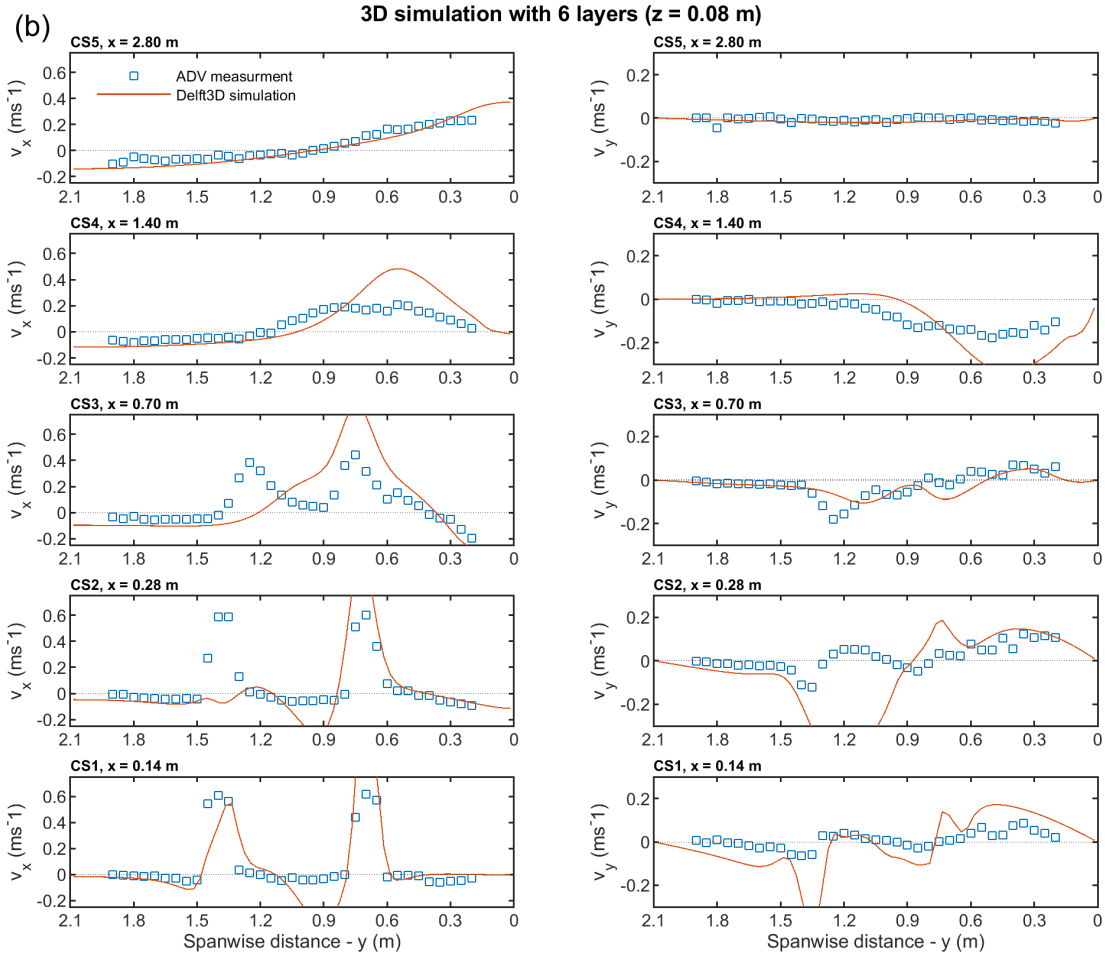 3D simulation with 6 layers (z = 0.08 m)
(b)
CS5, x = 2.80 m
ADV measurment
Delft3D simulation
v_x (ms^-1)
0.6
0.4
0.2
0
-0.2
2.1 1.8 1.5 1.2 0.9 0.6 0.3 0
CS5, x = 2.80 m
v_y (ms^-1)
0.2
0
-0.2
2.1 1.8 1.5 1.2 0.9 0.6 0.3 0
CS4, x = 1.40 m
v_x (ms^-1)
0.6
0.4
0.2
0
-0.2
2.1 1.8 1.5 1.2 0.9 0.6 0.3 0
CS4, x = 1.40 m
v_y (ms^-1)
0.2
0
-0.2
2.1 1.8 1.5 1.2 0.9 0.6 0.3 0
CS3, x = 0.70 m
v_x (ms^-1)
0.6
0.4
0.2
0
-0.2
2.1 1.8 1.5 1.2 0.9 0.6 0.3 0
CS3, x = 0.70 m
v_y (ms^-1)
0.2
0
-0.2
2.1 1.8 1.5 1.2 0.9 0.6 0.3 0
CS2, x = 0.28 m
v_x (ms^-1)
0.6
0.4
0.2
0
-0.2
2.1 1.8 1.5 1.2 0.9 0.6 0.3 0
CS2, x = 0.28 m
v_y (ms^-1)
0.2
0
-0.2
2.1 1.8 1.5 1.2 0.9 0.6 0.3 0
CS1, x = 0.14 m
v_x (ms^-1)
0.6
0.4
0.2
0
-0.2
2.1 1.8 1.5 1.2 0.9 0.6 0.3 0
Spanwise distance - y (m)
CS1, x = 0.14 m
v_y (ms^-1)
0.2
0
-0.2
2.1 1.8 1.5 1.2 0.9 0.6 0.3 0
Spanwise distance - y (m)